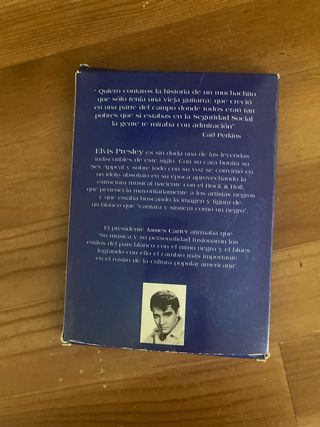 " Quiero contaros la historia de un muchachito
que sólo tenía una vieja guitarra; que creció
en una parte del campo donde todos eran tan
pobres que si estabas en la Seguridad Social
la gente te miraba con admiración"
Carl Perkins
Elvis Presley es sin duda una de las leyendas
indiscutibles de este siglo. Con su cara bonita su
Sex Appeal y sobre todo con su voz se convirtió en
un ídolo absoluto en su época aprovechando la
estructura musical naciente con el Rock & Roll,
que pertenecía mayoritariamente a los artistas negros
y que estaba buscando la imagen y figura de
un blanco que "cantara y sintiera como un negro".
El presidente James Carter afirmaba que
"Su música y su personalidad fusionaron los
estilos del país blanco con el ritmo negro y el blues
logrando con ello el cambio más importante
en el rostro de la cultura popular americana".